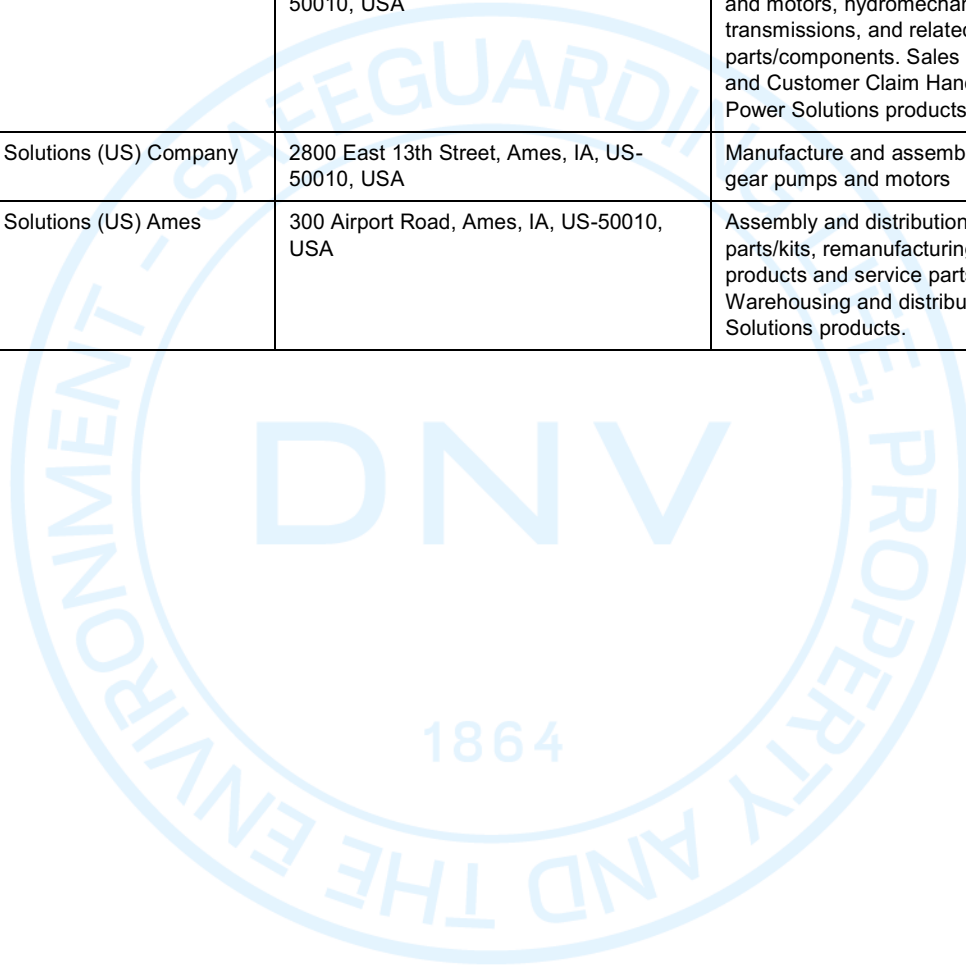 50010, USA
and motors, hydromechan
transmissions, and related
parts/components. Sales
and Customer Claim Hand
Power Solutions products
Solutions (US) Company
2800 East 13th Street, Ames, IA, US-
50010, USA
Manufacture and assemb
gear pumps and motors
Solutions (US) Ames
300 Airport Road, Ames, IA, US-50010,
USA
Assembly and distribution
parts/kits, remanufacturing
products and service parts
Warehousing and distribu
Solutions products.
SAFEGUARDING LIFE, PROPERTY AND THE ENVIRONMENT –
DNV
1864